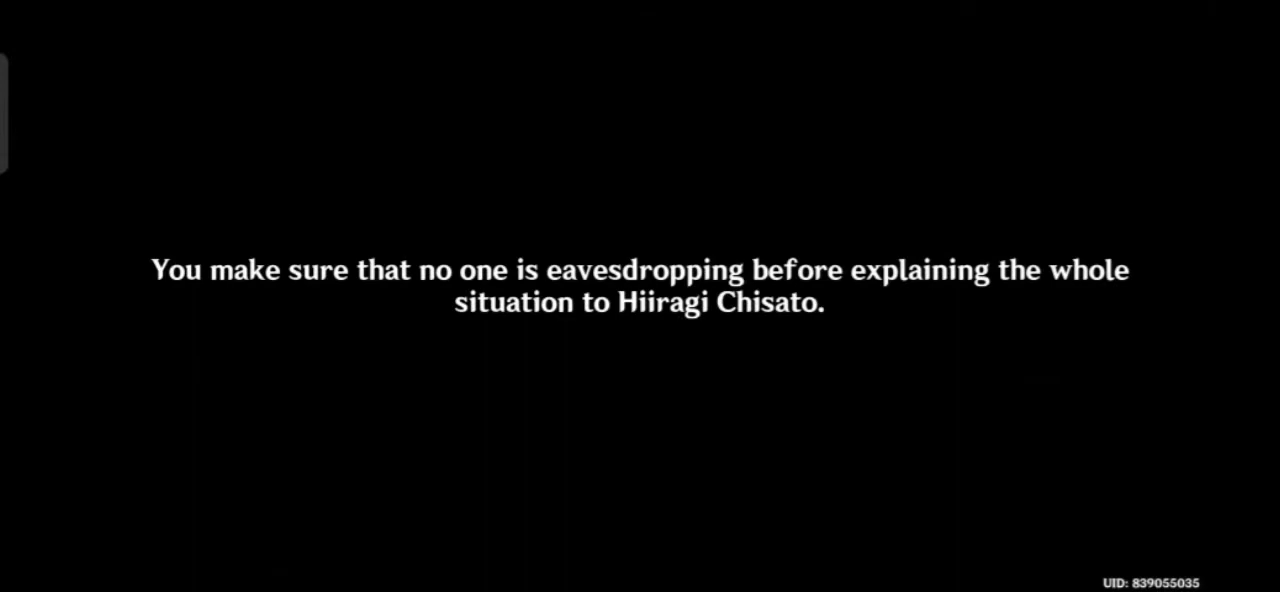 You make sure that no one is eavesdropping before explaining the whole
situation to Hiiragi Chisato.
UID: 839055035